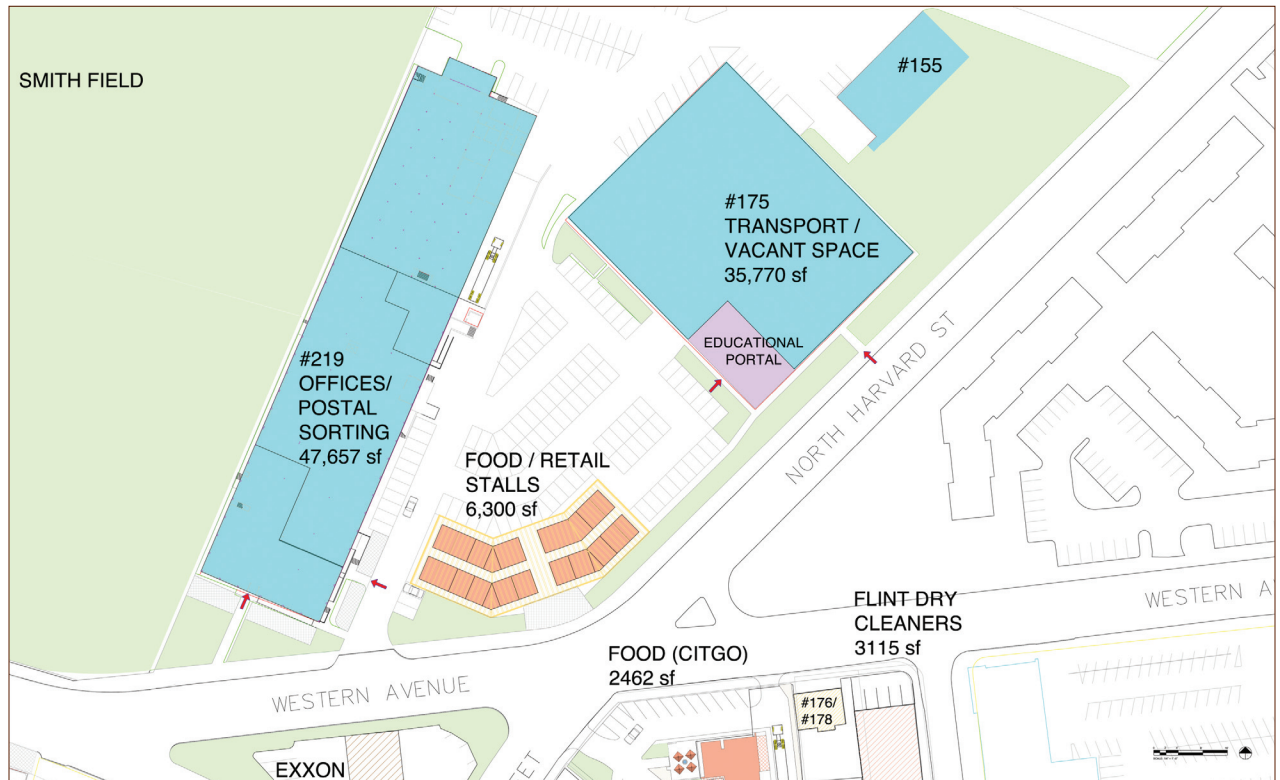 SMITH FIELD
#155
#175
TRANSPORT /
VACANT SPACE
35,770 sf
EDUCATIONAL
PORTAL
#219
OFFICES/
POSTAL
SORTING
47,657 sf
FOOD / RETAIL
STALLS
6,300 sf
NORTH HARVARD ST
WESTERN A
FLINT DRY
CLEANERS
3115 sf
FOOD (CITGO)
2462 sf
WESTERN AVENUE
#176/
#178
EXXON
ET